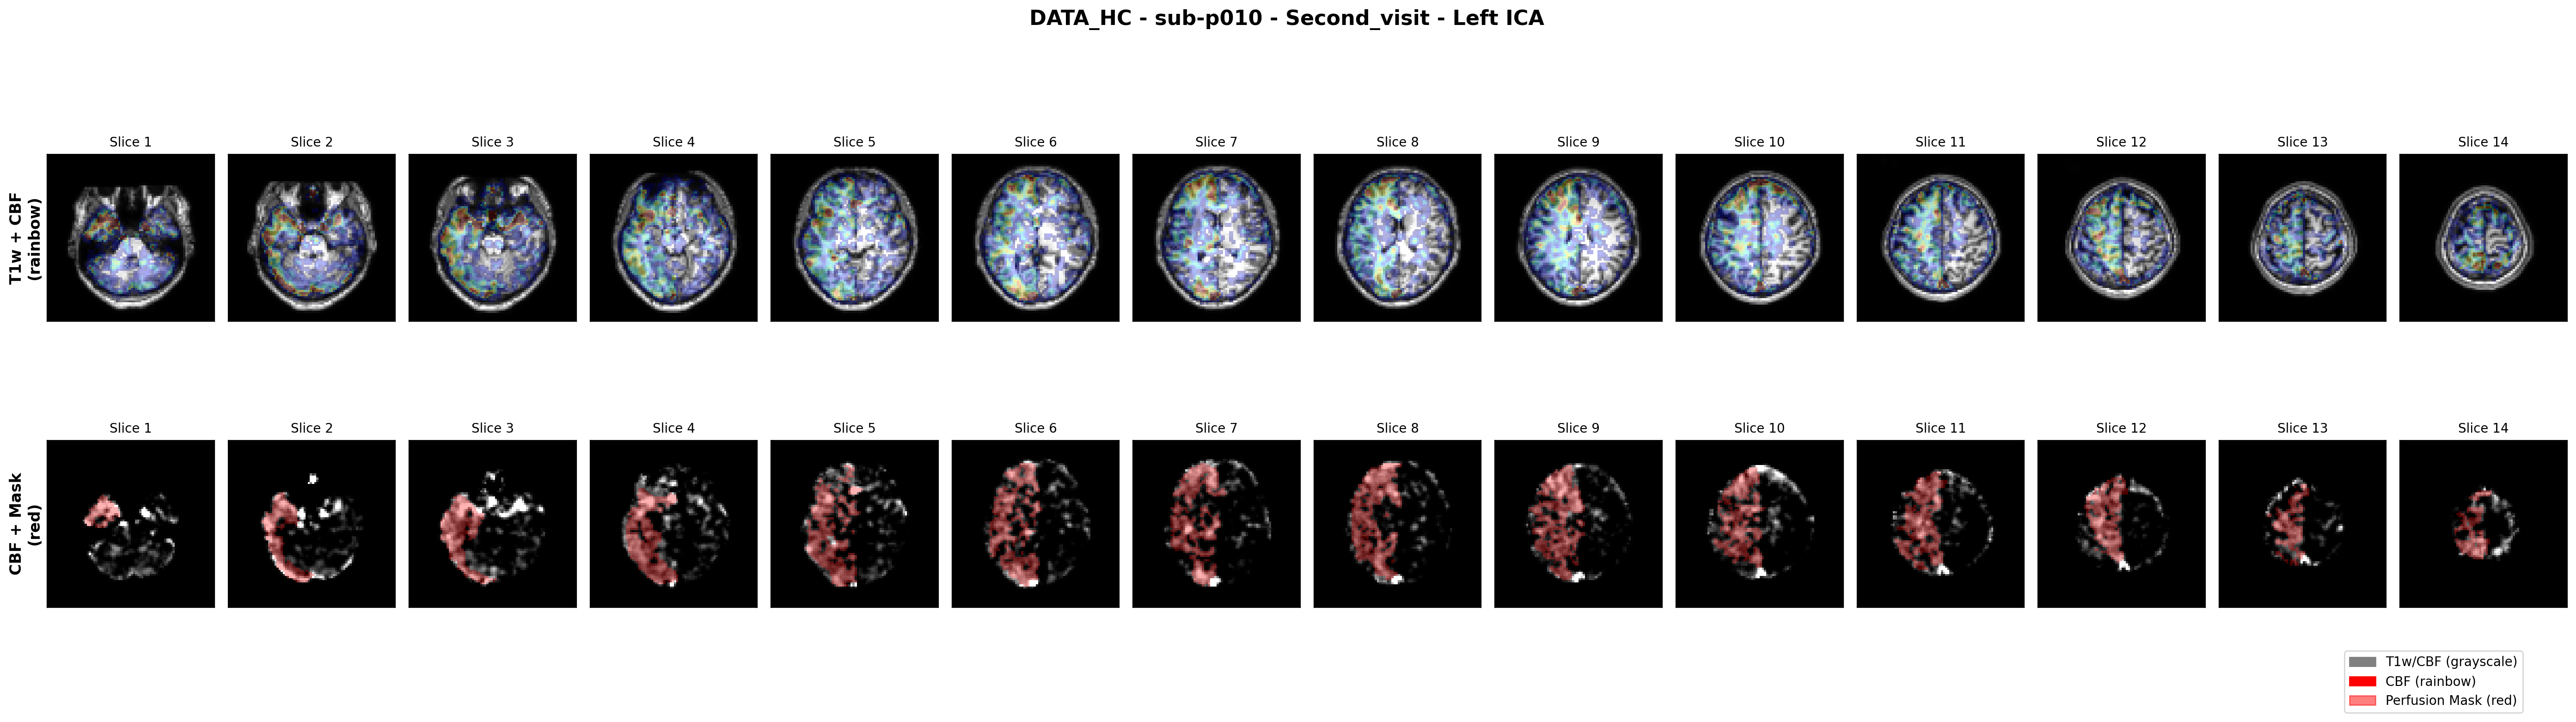 DATA_HC - sub-p010 - Second_visit - Left ICA
T1w + CBF
(rainbow)
Slice 1
Slice 2
Slice 3
Slice 4
Slice 5
Slice 6
Slice 7
Slice 8
Slice 9
Slice 10
Slice 11
Slice 12
Slice 13
Slice 14
CBF + Mask
(red)
Slice 1
Slice 2
Slice 3
Slice 4
Slice 5
Slice 6
Slice 7
Slice 8
Slice 9
Slice 10
Slice 11
Slice 12
Slice 13
Slice 14
T1w/CBF (grayscale)
CBF (rainbow)
Perfusion Mask (red)